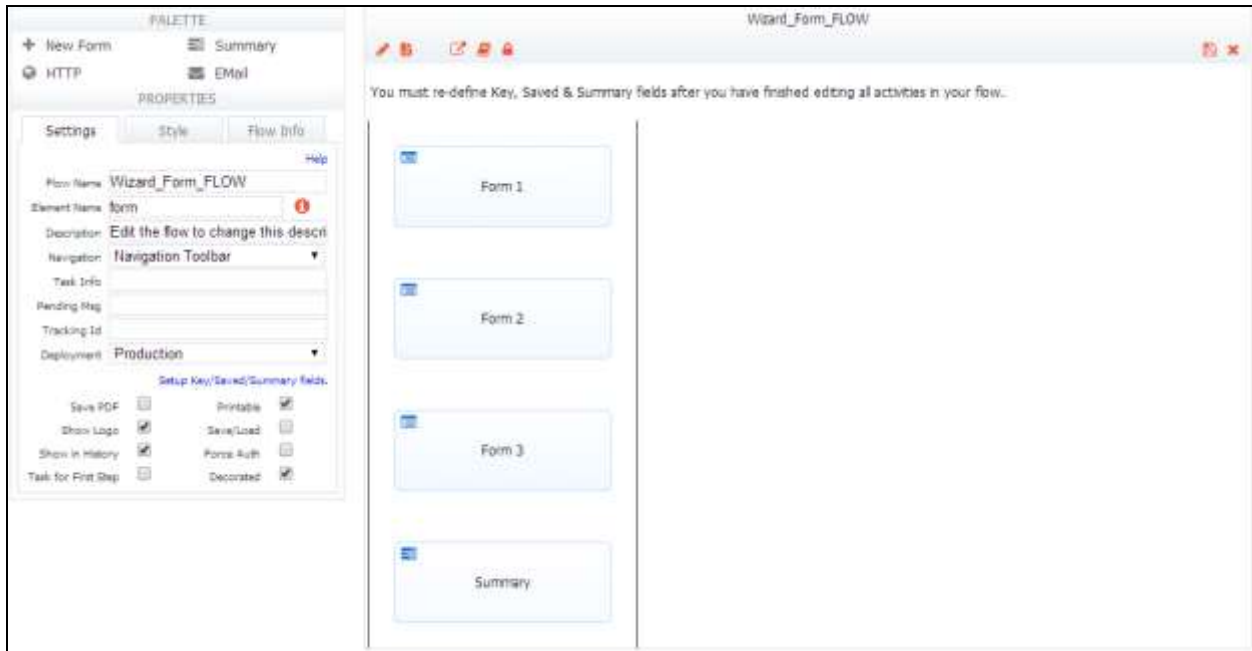 PALETTE
New Form
Summary
HTTP
EMail
PROPERTIES
Settings
Style
Flow Info
Help
Flow Name Wizard_Form_FLOW
Element Name form
Description Edit the flow to change this descri
Navigation Navigation Toolbar
Task Info
Pending Msg
Tracking Id
Deployment Production
Setup Key/Saved/Summary fields.
Save PDF
Printable
Show Logo
Save/Load
Show in History
Force Auth
Task for First Step
Decorated
Wizard_Form_FLOW
You must re-define Key, Saved & Summary fields after you have finished editing all activities in your flow.
Form 1
Form 2
Form 3
Summary